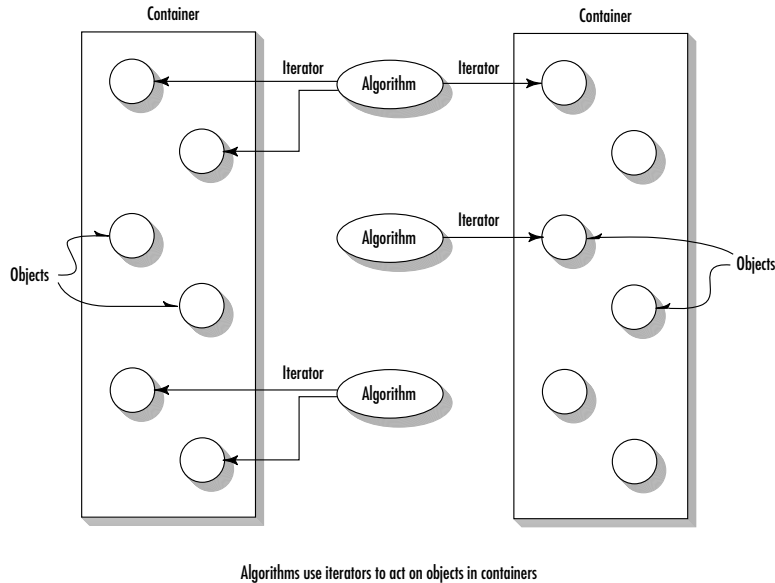 Container
Container
Iterator
Algorithm
Iterator
Iterator
Algorithm
Objects
Objects
Iterator
Algorithm
Algorithms use iterators to act on objects in containers